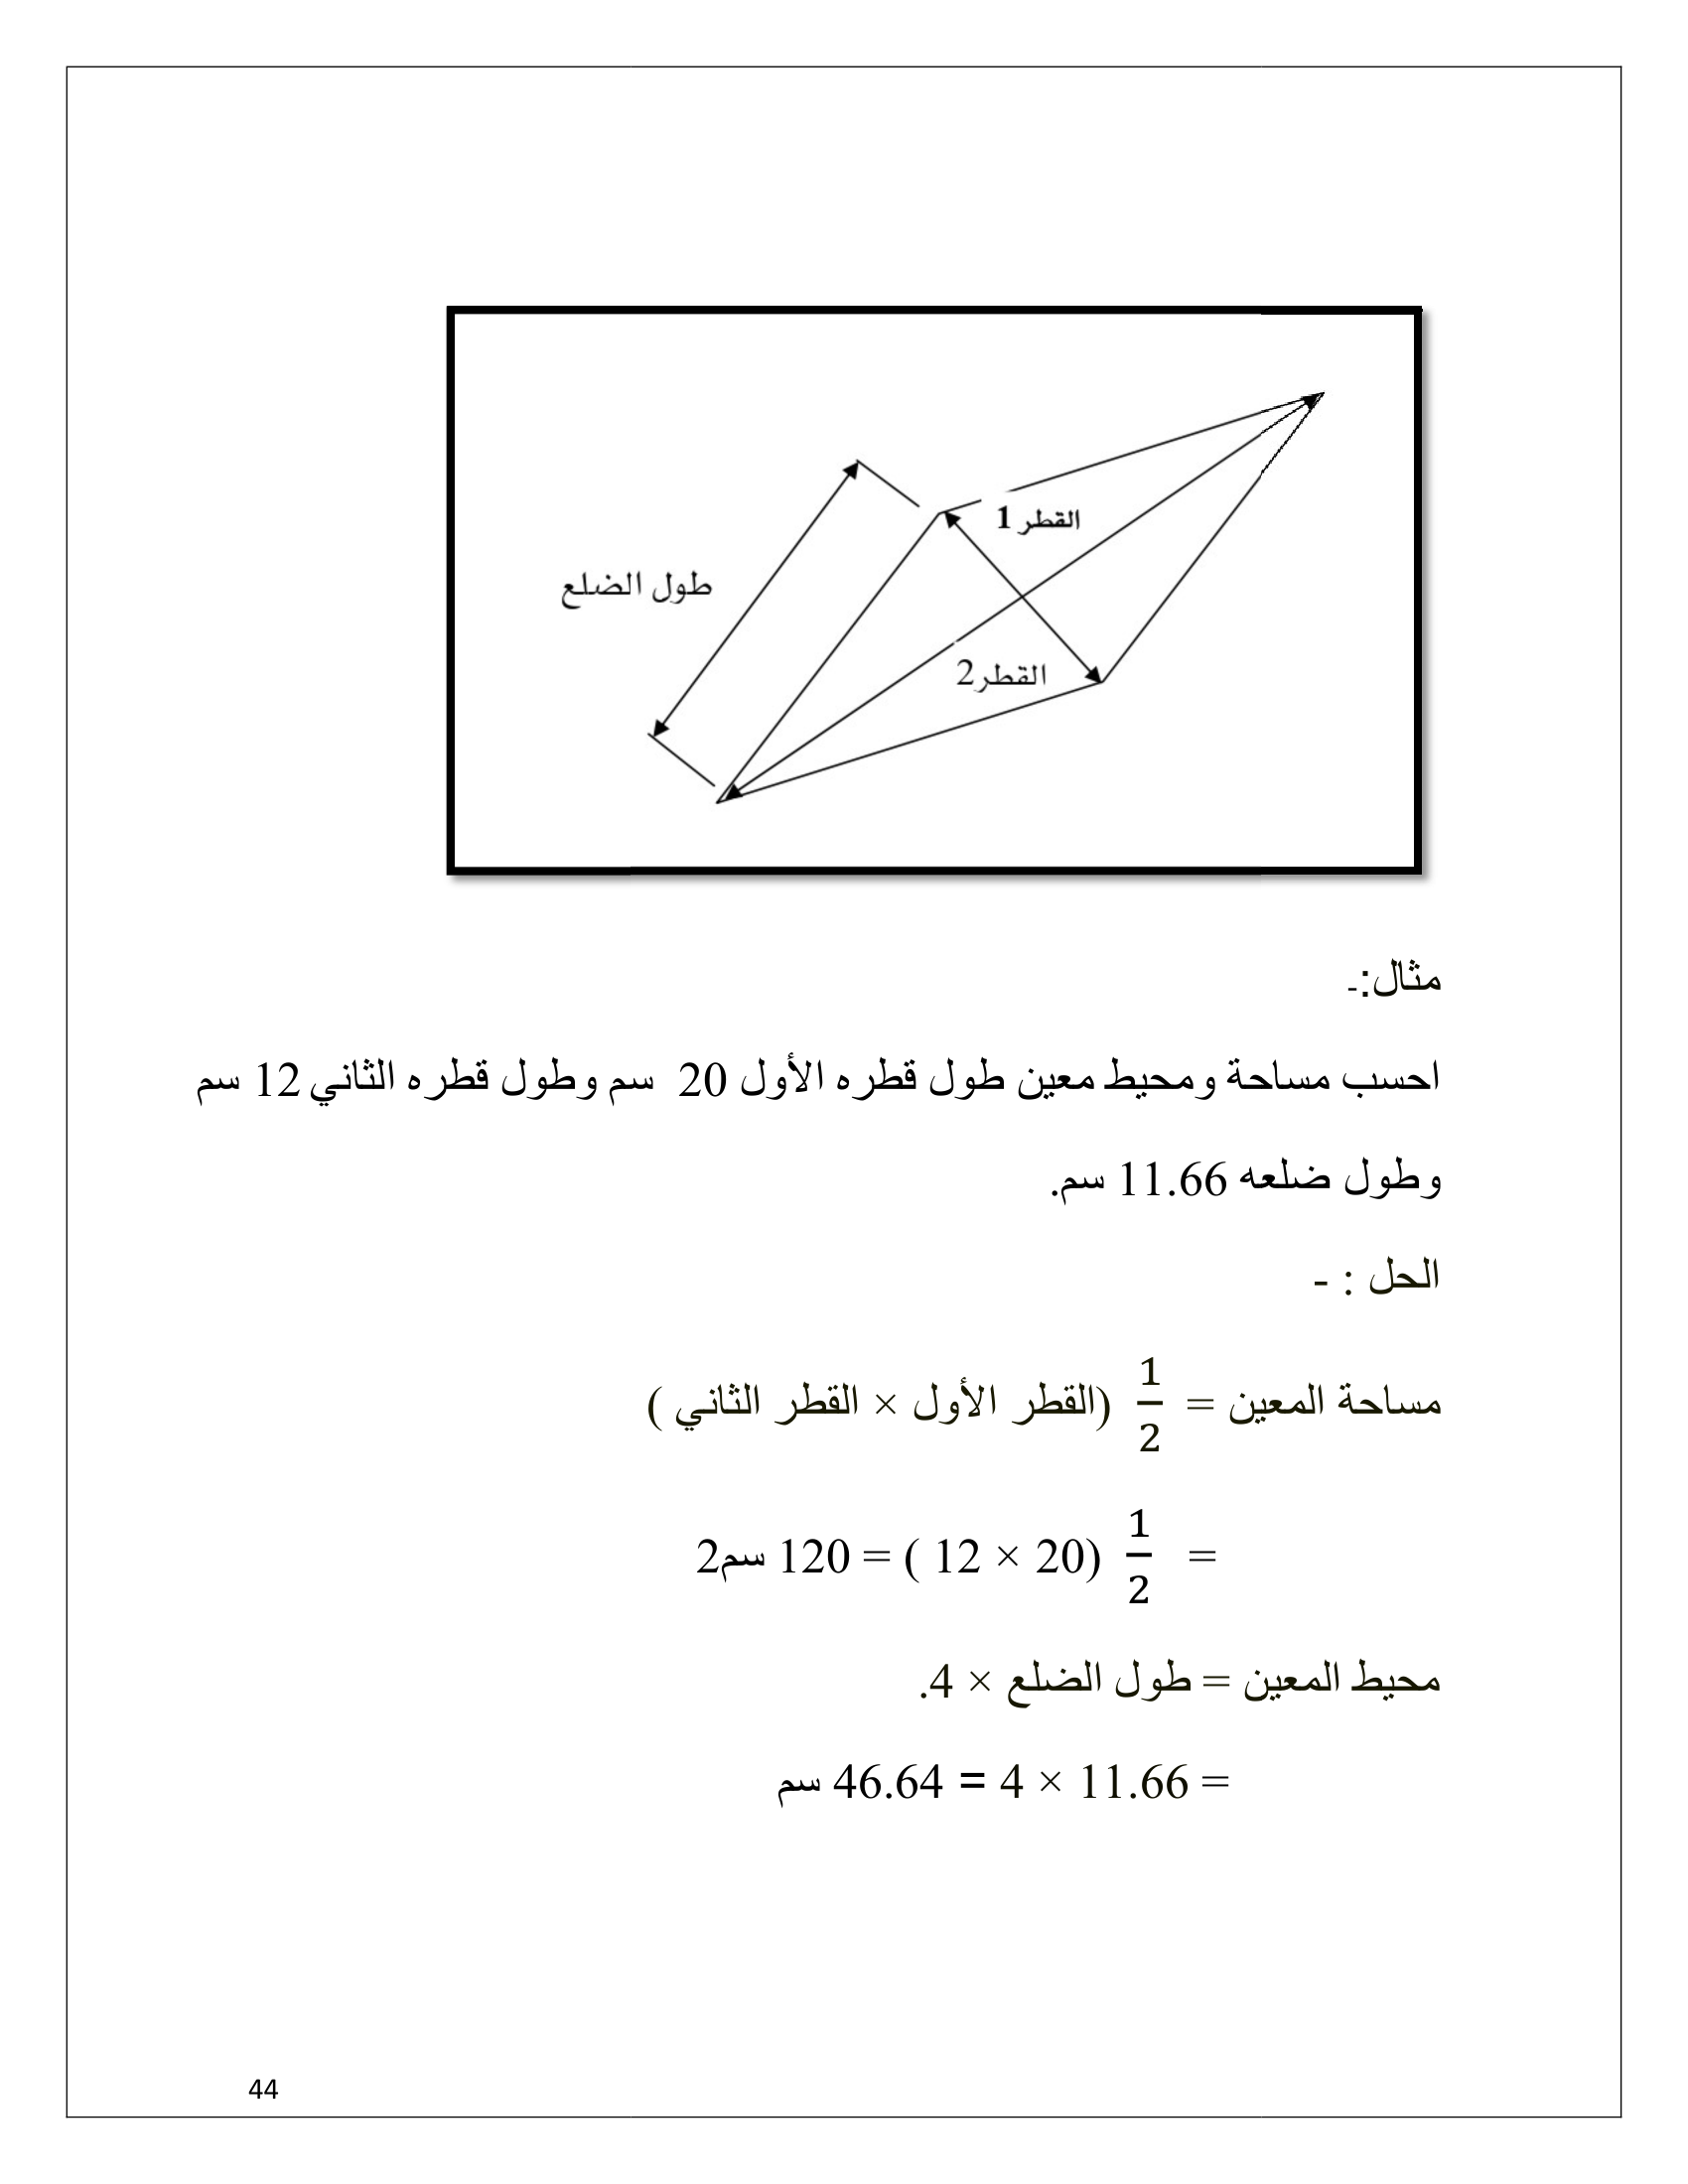 القطر 1
طول الضلع
القطر2
مثال:-
احسب مساحة ومحيط معين طول قطره الأول 20 سم وطول قطره الثاني 12 سم
وطول ضلعه 11.66 سم.
الحل : -
مساحة المعين = 1/2 (القطر الأول × القطر الثاني )
= 1/2 (20 × 12 ) = 120 سم2
محيط المعين = طول الضلع × 4.
= 11.66 × 4 = 46.64 سم
44